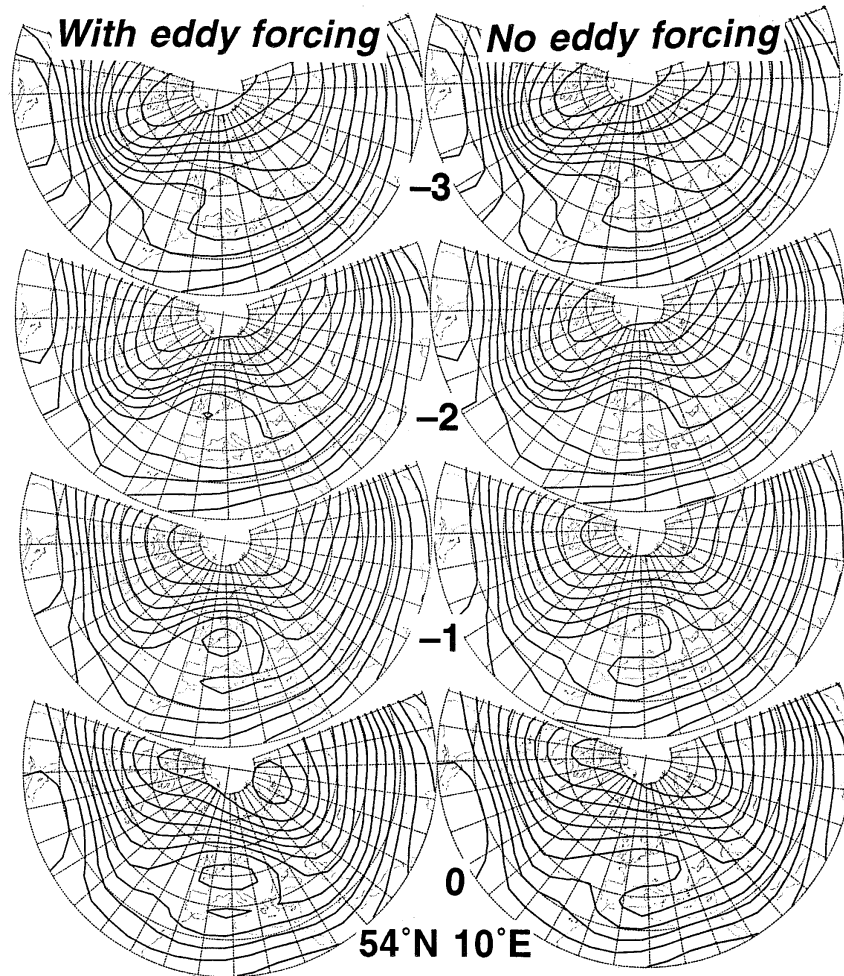 With eddy forcing
No eddy forcing
–3
–2
–1
0
54°N 10°E